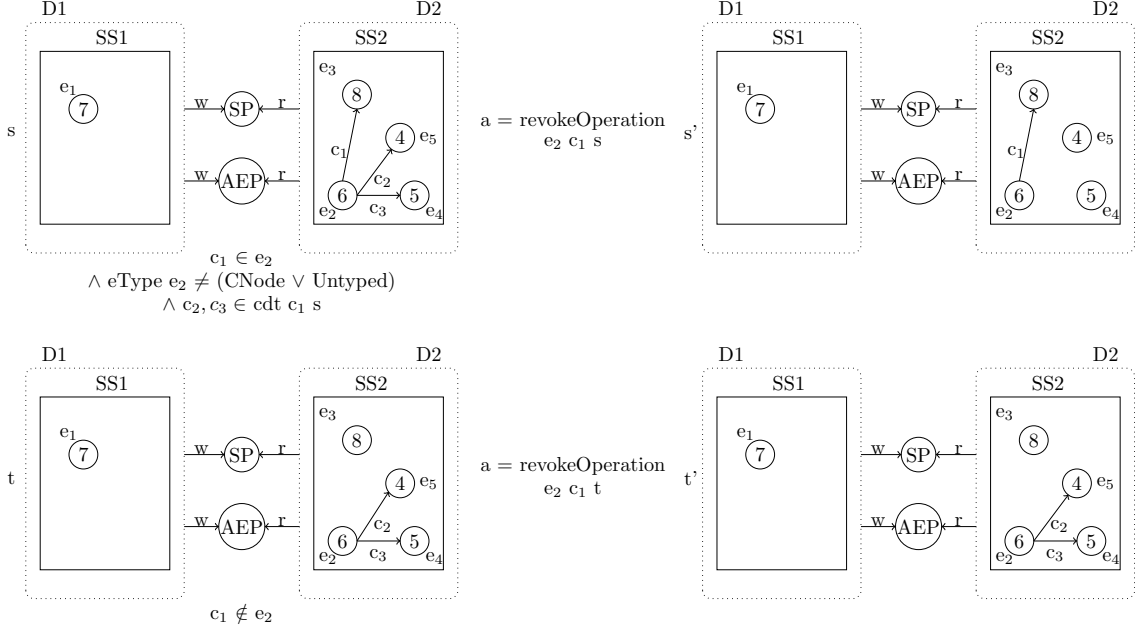 D1
D2
D1
D2
SS1
SS2
SS1
SS2
e3
e3
e1
8
e1
8
7
w
SP
r
7
w
SP
r
4
e5
a = revokeOperation
4
e5
s
c1
e2 c1 s
s'
c1
w
AEP
r
c2
w
AEP
r
6
5
6
5
e2
c3
e4
e2
e4
c1 ∈ e2
∧ eType e2 ≠ (CNode ∨ Untyped)
∧ c2, c3 ∈ cdt c1 s
D1
D2
D1
D2
SS1
SS2
SS1
SS2
e3
e3
e1
8
e1
8
7
w
SP
r
7
w
SP
r
4
e5
a = revokeOperation
4
e5
t
e2 c1 t
t'
w
AEP
r
c2
w
AEP
r
c2
6
5
6
5
e2
c3
e4
e2
c3
e4
c1 ∉ e2